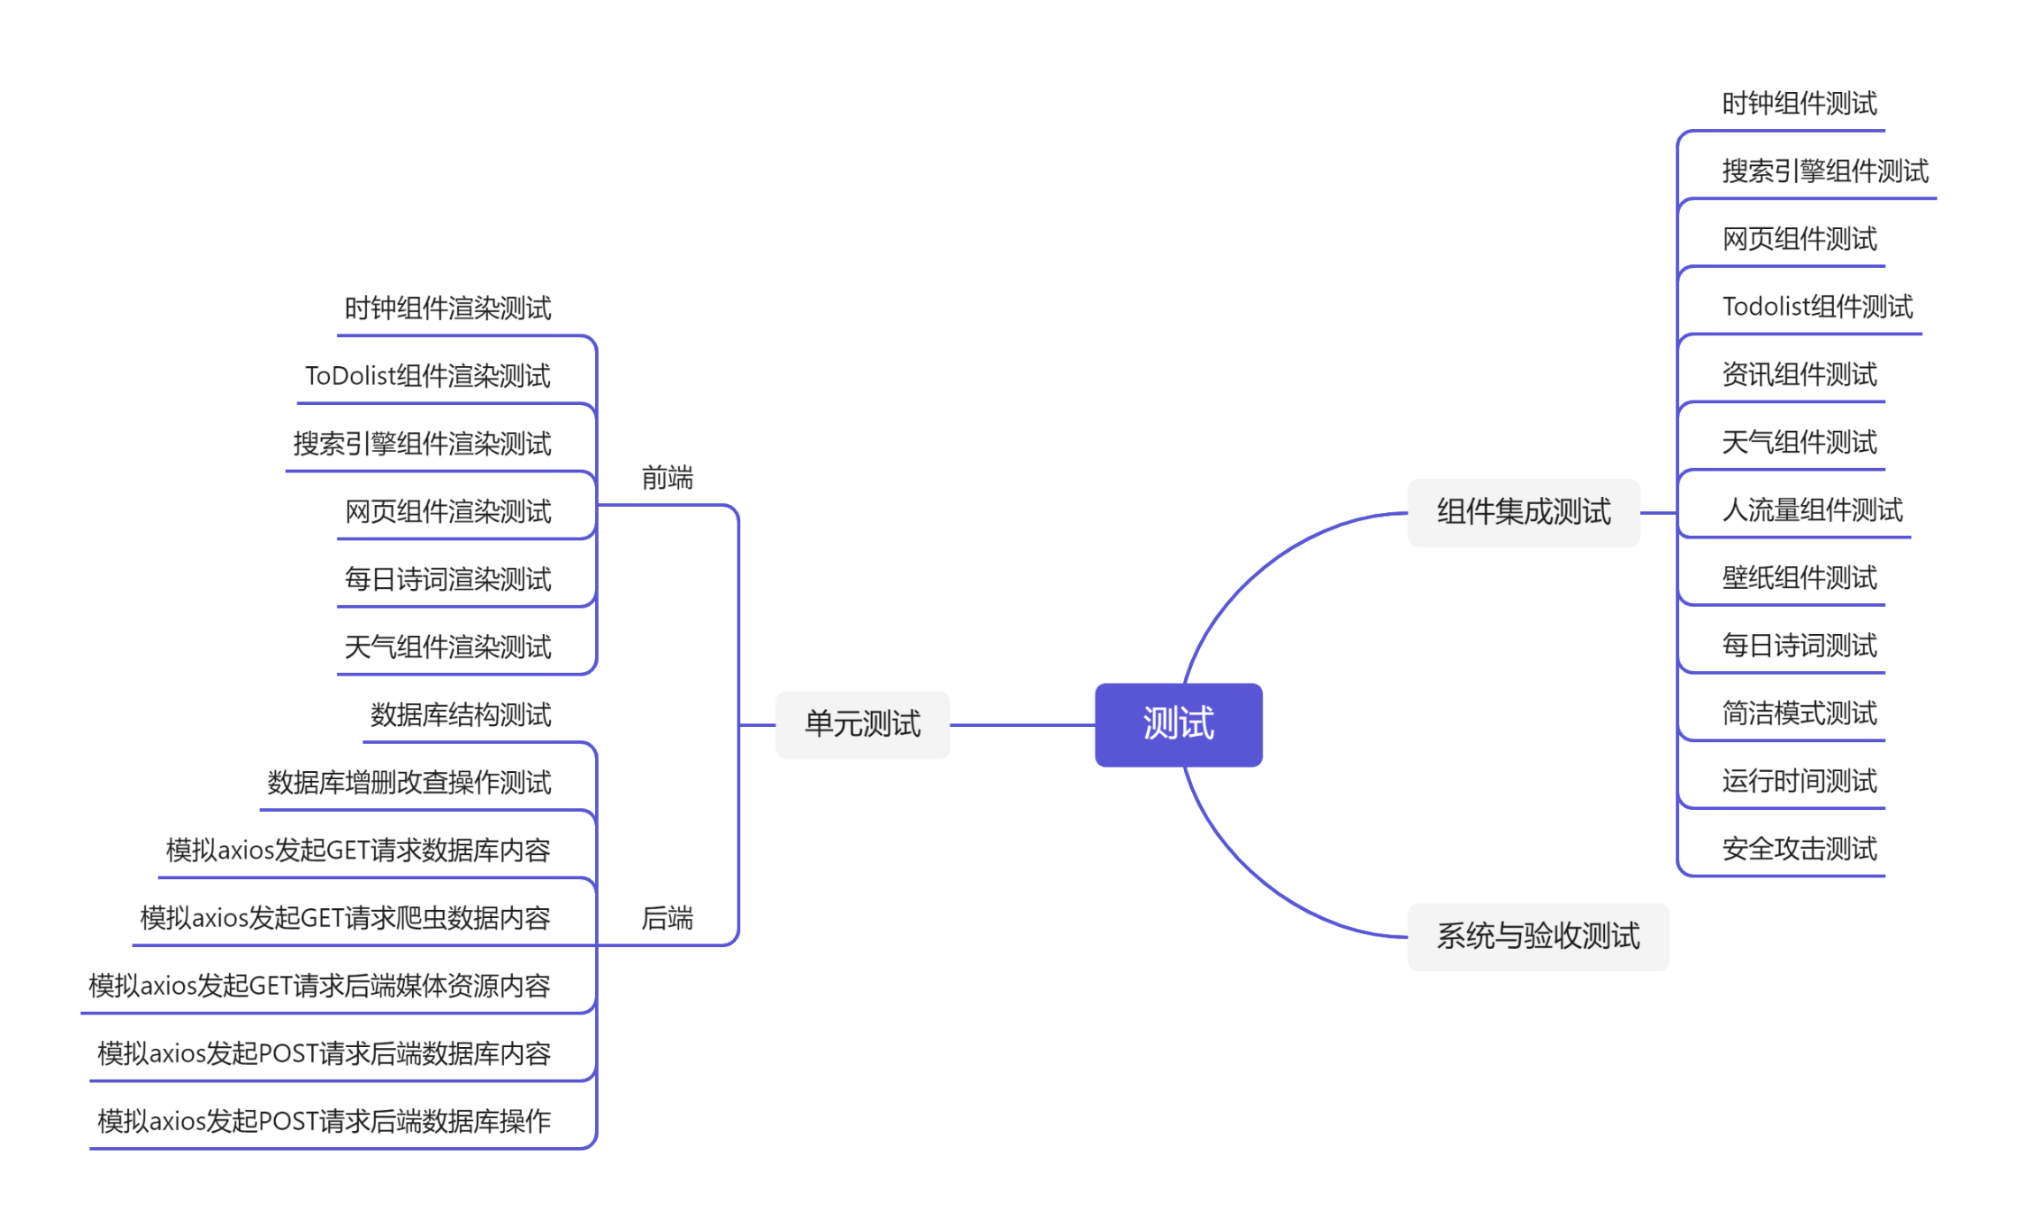 测试
单元测试
前端
时钟组件渲染测试
ToDolist组件渲染测试
搜索引擎组件渲染测试
网页组件渲染测试
每日诗词渲染测试
天气组件渲染测试
后端
数据库结构测试
数据库增删改查操作测试
模拟axios发起GET请求数据库内容
模拟axios发起GET请求爬虫数据内容
模拟axios发起GET请求后端媒体资源内容
模拟axios发起POST请求后端数据库内容
模拟axios发起POST请求后端数据库操作
组件集成测试
时钟组件测试
搜索引擎组件测试
网页组件测试
Todolist组件测试
资讯组件测试
天气组件测试
人流量组件测试
壁纸组件测试
每日诗词测试
简洁模式测试
运行时间测试
安全攻击测试
系统与验收测试